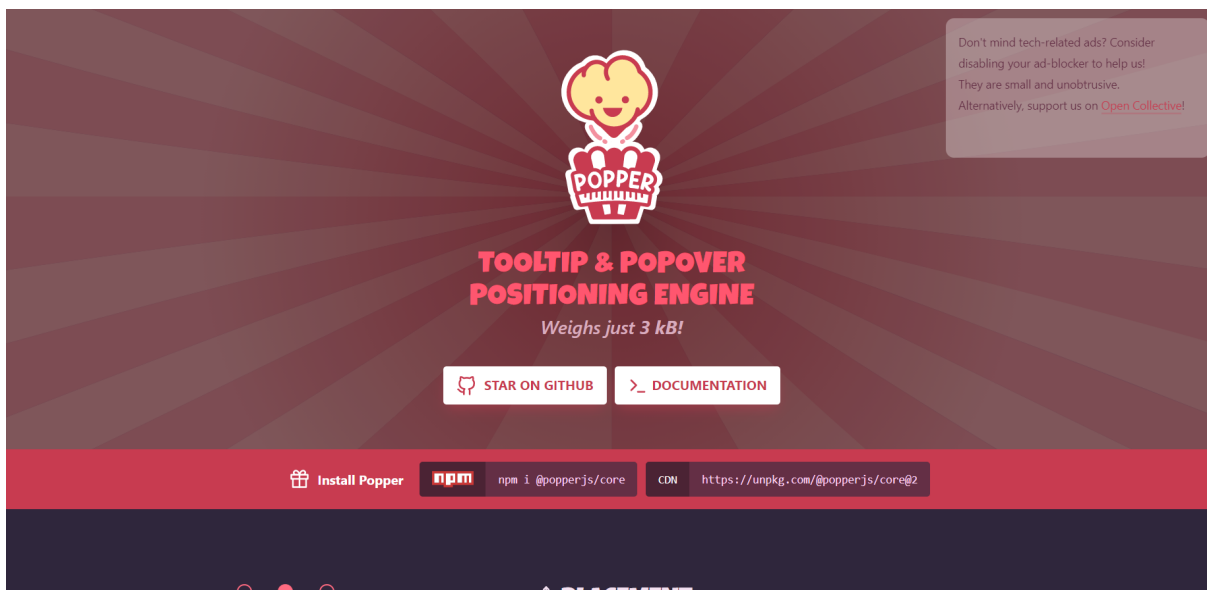 Don't mind tech-related ads? Consider
disabling your ad-blocker to help us!
They are small and unobtrusive.
Alternatively, support us on Open Collective!
POPPER
TOOLTIP & POPOVER
POSITIONING ENGINE
Weighs just 3 kB!
STAR ON GITHUB
DOCUMENTATION
Install Popper
npm
npm i @popperjs/core
CDN
https://unpkg.com/@popperjs/core@2
PLACEMENT